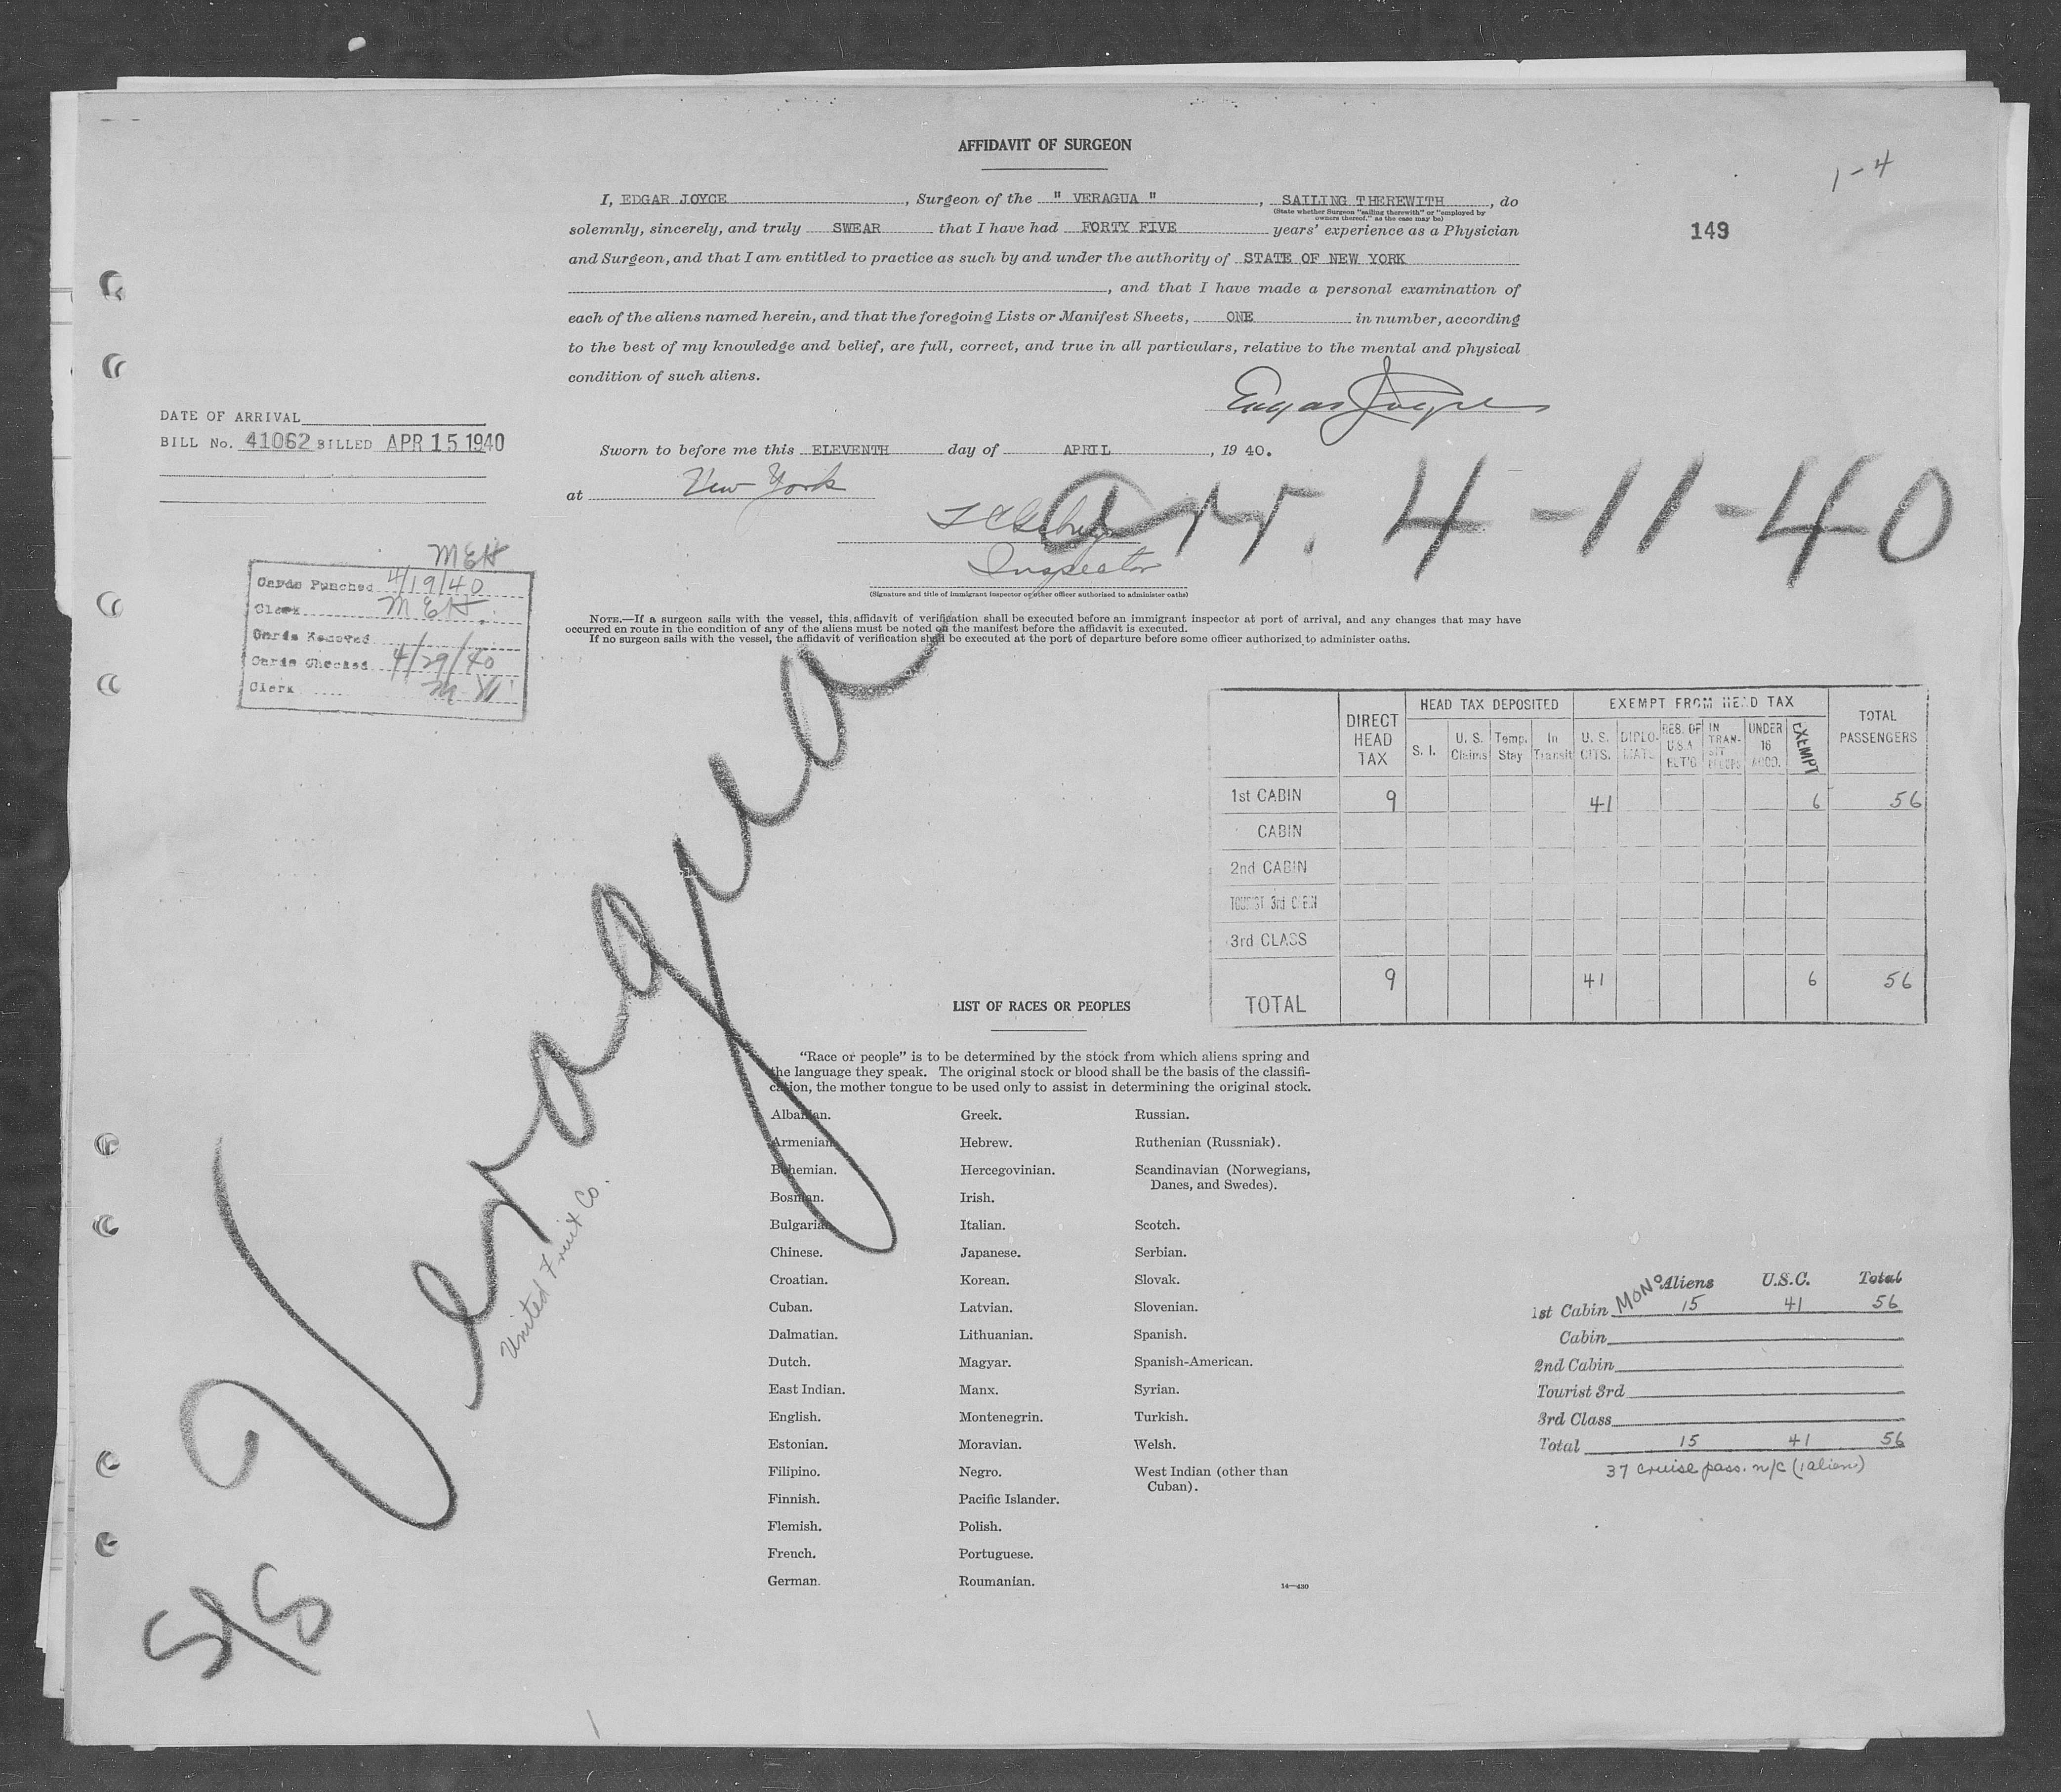 AFFIDAVIT OF SURGEON
1-4
149
I, EDGAR JOYCE, Surgeon of the " VERAGUA ", SAILING THEREWITH, do
(State whether Surgeon "sailing therewith" or "employed by owners thereof," as the case may be)
solemnly, sincerely, and truly SWEAR that I have had FORTY FIVE years' experience as a Physician
and Surgeon, and that I am entitled to practice as such by and under the authority of STATE OF NEW YORK
, and that I have made a personal examination of
each of the aliens named herein, and that the foregoing Lists or Manifest Sheets, ONE in number, according
to the best of my knowledge and belief, are full, correct, and true in all particulars, relative to the mental and physical
condition of such aliens.
Edgar Joyce
DATE OF ARRIVAL
BILL No. 41062 BILLED APR 15 1940
Sworn to before me this ELEVENTH day of APRIL, 19 40.
at New York
arr. 4-11-40
Inspector
(Signature and title of immigrant inspector or other officer authorized to administer oaths)
MEH
Cards Punched 4/19/40
Clerk MEH.
Cards Removed
Cards Checked 4/29/40
Clerk
NOTE.—If a surgeon sails with the vessel, this affidavit of verification shall be executed before an immigrant inspector at port of arrival, and any changes that may have
occurred en route in the condition of any of the aliens must be noted on the manifest before the affidavit is executed.
If no surgeon sails with the vessel, the affidavit of verification shall be executed at the port of departure before some officer authorized to administer oaths.
DIRECT HEAD TAX
HEAD TAX DEPOSITED
EXEMPT FROM HEAD TAX
TOTAL PASSENGERS
S. I. U. S. Claims Temp. Stay In Transit U. S. CITS. DIPLOMATS RES. OF U.S.A. RET'G IN TRANSIT UNDER 16 ACCD. EXEMPT
1st CABIN 9 41 6 56
CABIN
2nd CABIN
TOURIST 3rd CABIN
3rd CLASS
TOTAL 9 41 6 56
S/S Veragua
United Fruit Co.
LIST OF RACES OR PEOPLES
"Race or people" is to be determined by the stock from which aliens spring and
the language they speak. The original stock or blood shall be the basis of the classifi-
cation, the mother tongue to be used only to assist in determining the original stock.
Albanian.
Armenian.
Bohemian.
Bosnian.
Bulgarian.
Chinese.
Croatian.
Cuban.
Dalmatian.
Dutch.
East Indian.
English.
Estonian.
Filipino.
Finnish.
Flemish.
French.
German.
Greek.
Hebrew.
Hercegovinian.
Irish.
Italian.
Japanese.
Korean.
Latvian.
Lithuanian.
Magyar.
Manx.
Montenegrin.
Moravian.
Negro.
Pacific Islander.
Polish.
Portuguese.
Roumanian.
Russian.
Ruthenian (Russniak).
Scandinavian (Norwegians,
Danes, and Swedes).
Scotch.
Serbian.
Slovak.
Slovenian.
Spanish.
Spanish-American.
Syrian.
Turkish.
Welsh.
West Indian (other than
Cuban).
14—430
Aliens U.S.C. Total
1st Cabin MONº 15 41 56
Cabin
2nd Cabin
Tourist 3rd
3rd Class
Total 15 41 56
37 cruise pass. n/c (1 alien)